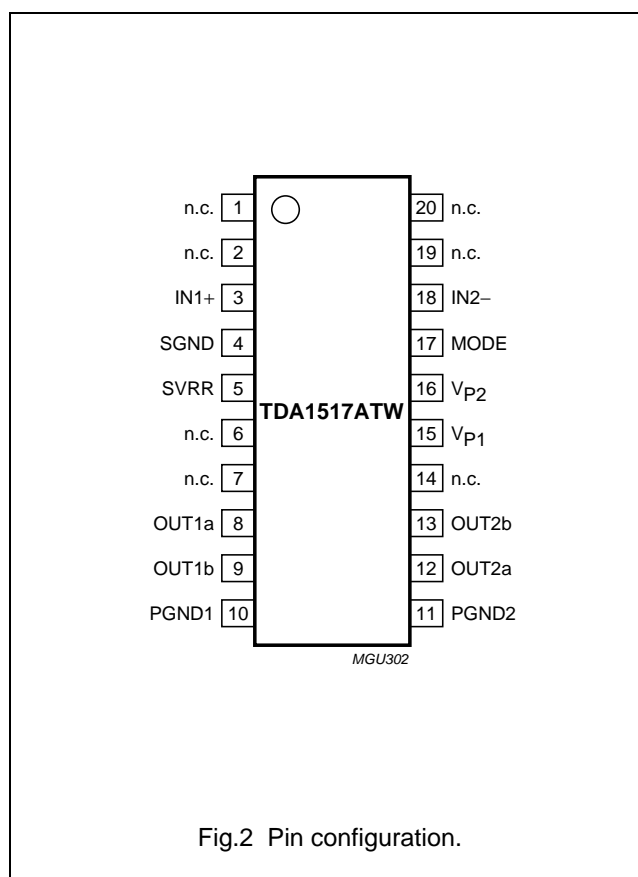 n.c. 1
n.c. 2
IN1+ 3
SGND 4
SVRR 5
n.c. 6
n.c. 7
OUT1a 8
OUT1b 9
PGND1 10
TDA1517ATW
20 n.c.
19 n.c.
18 IN2−
17 MODE
16 VP2
15 VP1
14 n.c.
13 OUT2b
12 OUT2a
11 PGND2
MGU302
Fig.2 Pin configuration.